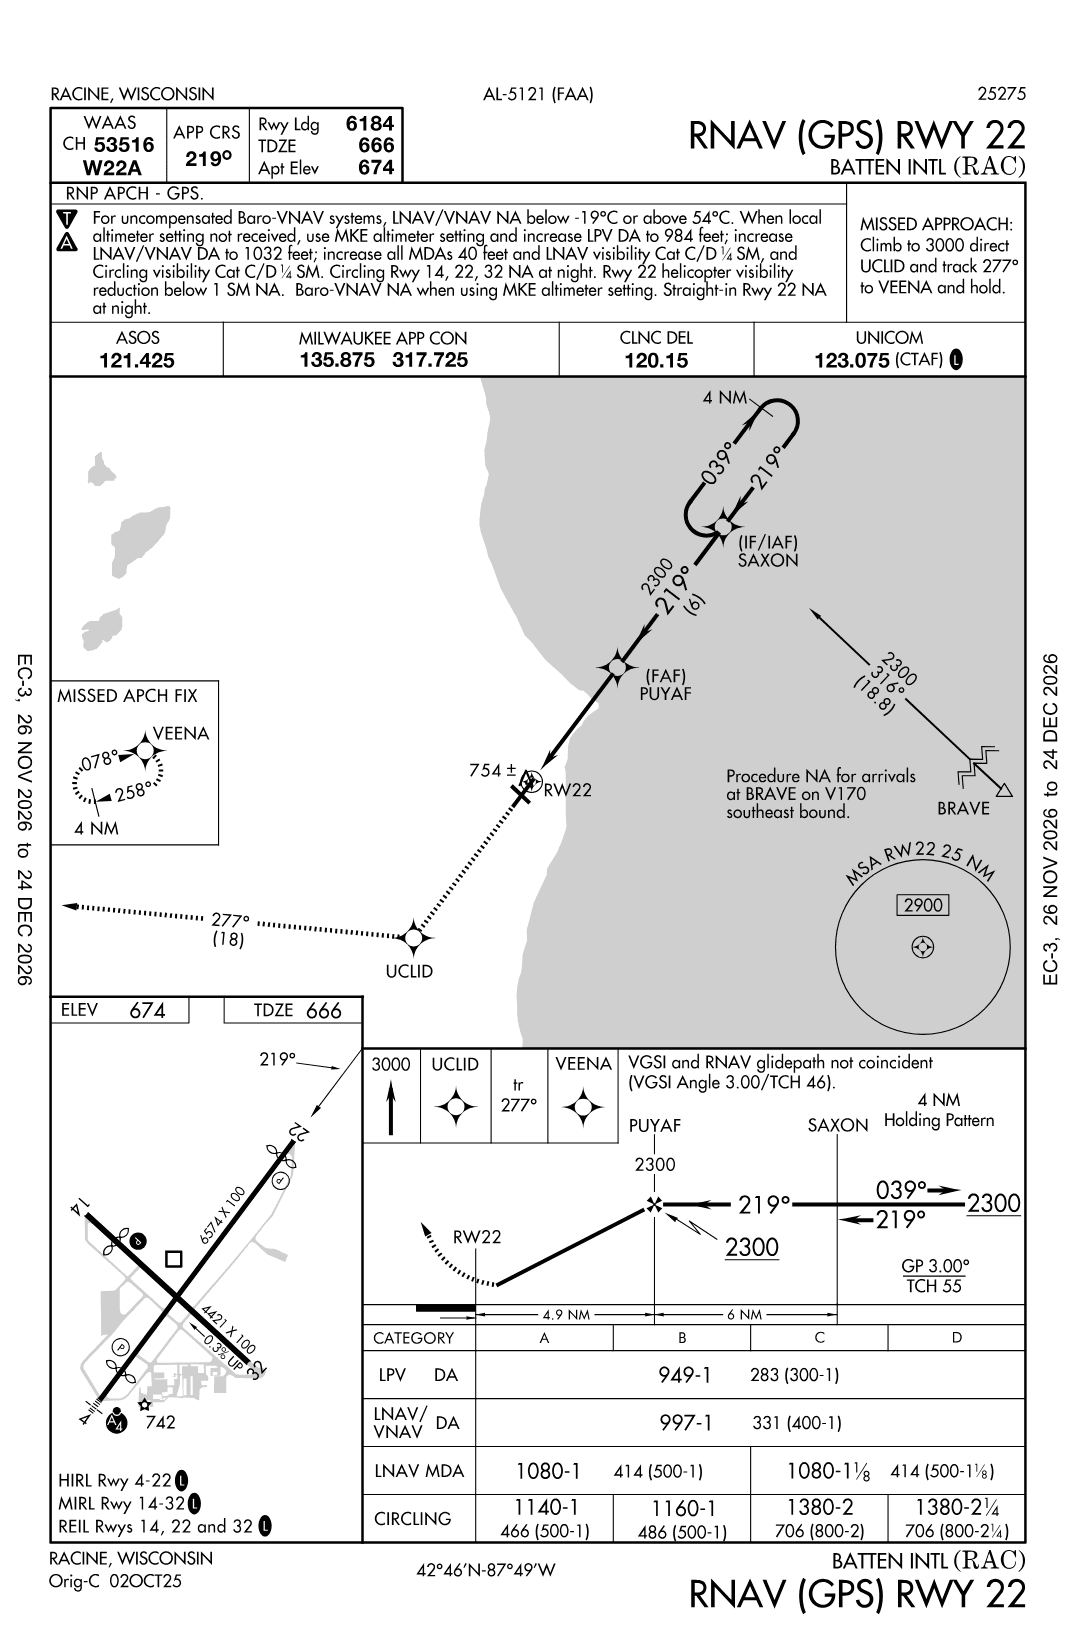 RACINE, WISCONSIN
AL-5121 (FAA)
25275
WAAS
CH 53516
W22A
APP CRS
219°
Rwy Ldg 6184
TDZE 666
Apt Elev 674
RNAV (GPS) RWY 22
BATTEN INTL (RAC)
RNP APCH - GPS.
T
A
For uncompensated Baro-VNAV systems, LNAV/VNAV NA below -19°C or above 54°C. When local
altimeter setting not received, use MKE altimeter setting and increase LPV DA to 984 feet; increase
LNAV/VNAV DA to 1032 feet; increase all MDAs 40 feet and LNAV visibility Cat C/D ¼ SM, and
Circling visibility Cat C/D ¼ SM. Circling Rwy 14, 22, 32 NA at night. Rwy 22 helicopter visibility
reduction below 1 SM NA. Baro-VNAV NA when using MKE altimeter setting. Straight-in Rwy 22 NA
at night.
MISSED APPROACH:
Climb to 3000 direct
UCLID and track 277°
to VEENA and hold.
ASOS
121.425
MILWAUKEE APP CON
135.875 317.725
CLNC DEL
120.15
UNICOM
123.075 (CTAF) L
4 NM
039°
219°
(IF/IAF)
SAXON
2300
219°
(6)
(FAF)
PUYAF
2300
316°
(18.8)
BRAVE
Procedure NA for arrivals
at BRAVE on V170
southeast bound.
MISSED APCH FIX
VEENA
078°
258°
4 NM
754 ±
RW22
277°
(18)
UCLID
MSA RW22 25 NM
2900
EC-3, 26 NOV 2026 to 24 DEC 2026
EC-3, 26 NOV 2026 to 24 DEC 2026
ELEV 674
TDZE 666
219°
22
P
14
P
6574 X 100
4421 X 100
0.3% UP
32
P
4
A4
742
HIRL Rwy 4-22 L
MIRL Rwy 14-32 L
REIL Rwys 14, 22 and 32 L
3000
UCLID
tr
277°
VEENA
VGSI and RNAV glidepath not coincident
(VGSI Angle 3.00/TCH 46).
4 NM
Holding Pattern
PUYAF
SAXON
2300
039°
219°
219°
2300
2300
RW22
GP 3.00°
TCH 55
4.9 NM
6 NM
CATEGORY A B C D
LPV DA 949-1 283 (300-1)
LNAV/
VNAV DA 997-1 331 (400-1)
LNAV MDA 1080-1 414 (500-1) 1080-1⅛ 414 (500-1⅛)
CIRCLING
1140-1 1160-1 1380-2 1380-2¼
466 (500-1) 486 (500-1) 706 (800-2) 706 (800-2¼)
RACINE, WISCONSIN
Orig-C 02OCT25
42°46'N-87°49'W
BATTEN INTL (RAC)
RNAV (GPS) RWY 22